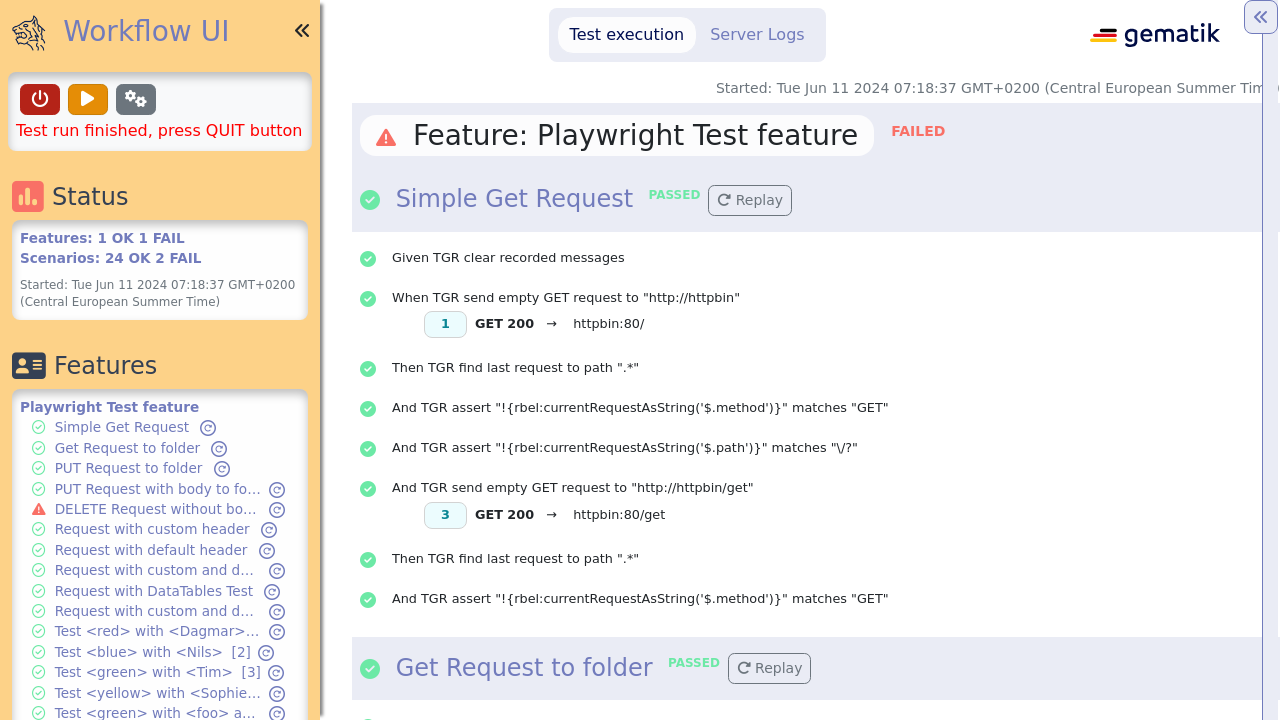 Workflow UI
Test run finished, press QUIT button
Status
Features: 1 OK 1 FAIL
Scenarios: 24 OK 2 FAIL
Started: Tue Jun 11 2024 07:18:37 GMT+0200
(Central European Summer Time)
Features
Playwright Test feature
Simple Get Request
Get Request to folder
PUT Request to folder
PUT Request with body to fo...
DELETE Request without bo...
Request with custom header
Request with default header
Request with custom and d...
Request with DataTables Test
Request with custom and d...
Test <red> with <Dagmar>...
Test <blue> with <Nils> [2]
Test <green> with <Tim> [3]
Test <yellow> with <Sophie...
Test <green> with <foo> a...
Test execution
Server Logs
gematik
Started: Tue Jun 11 2024 07:18:37 GMT+0200 (Central European Summer Tim
Feature: Playwright Test feature FAILED
Simple Get Request PASSED Replay
Given TGR clear recorded messages
When TGR send empty GET request to "http://httpbin"
1 GET 200 → httpbin:80/
Then TGR find last request to path ".*"
And TGR assert "!{rbel:currentRequestAsString('$.method')}" matches "GET"
And TGR assert "!{rbel:currentRequestAsString('$.path')}" matches "\/?"
And TGR send empty GET request to "http://httpbin/get"
3 GET 200 → httpbin:80/get
Then TGR find last request to path ".*"
And TGR assert "!{rbel:currentRequestAsString('$.method')}" matches "GET"
Get Request to folder PASSED Replay